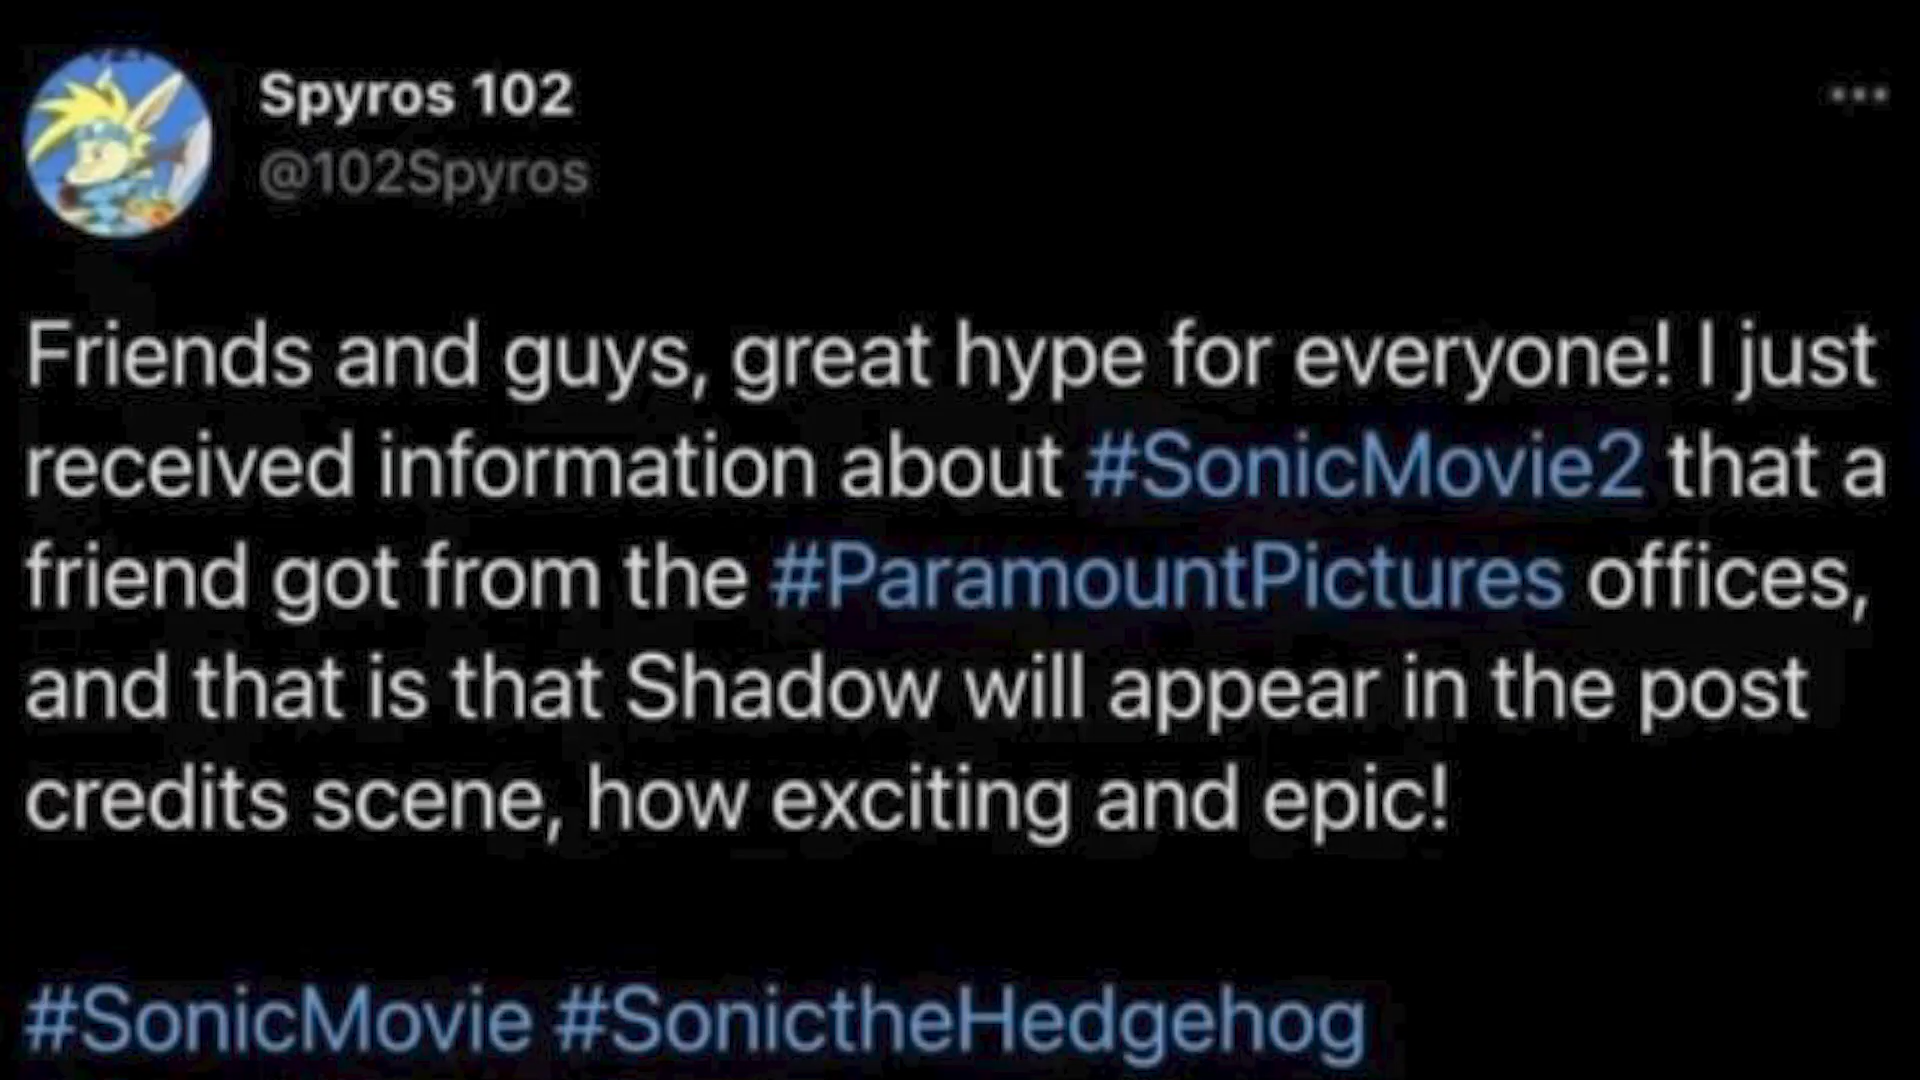 Spyros 102
@102Spyros
Friends and guys, great hype for everyone! I just
received information about #SonicMovie2 that a
friend got from the #ParamountPictures offices,
and that is that Shadow will appear in the post
credits scene, how exciting and epic!
#SonicMovie #SonictheHedgehog